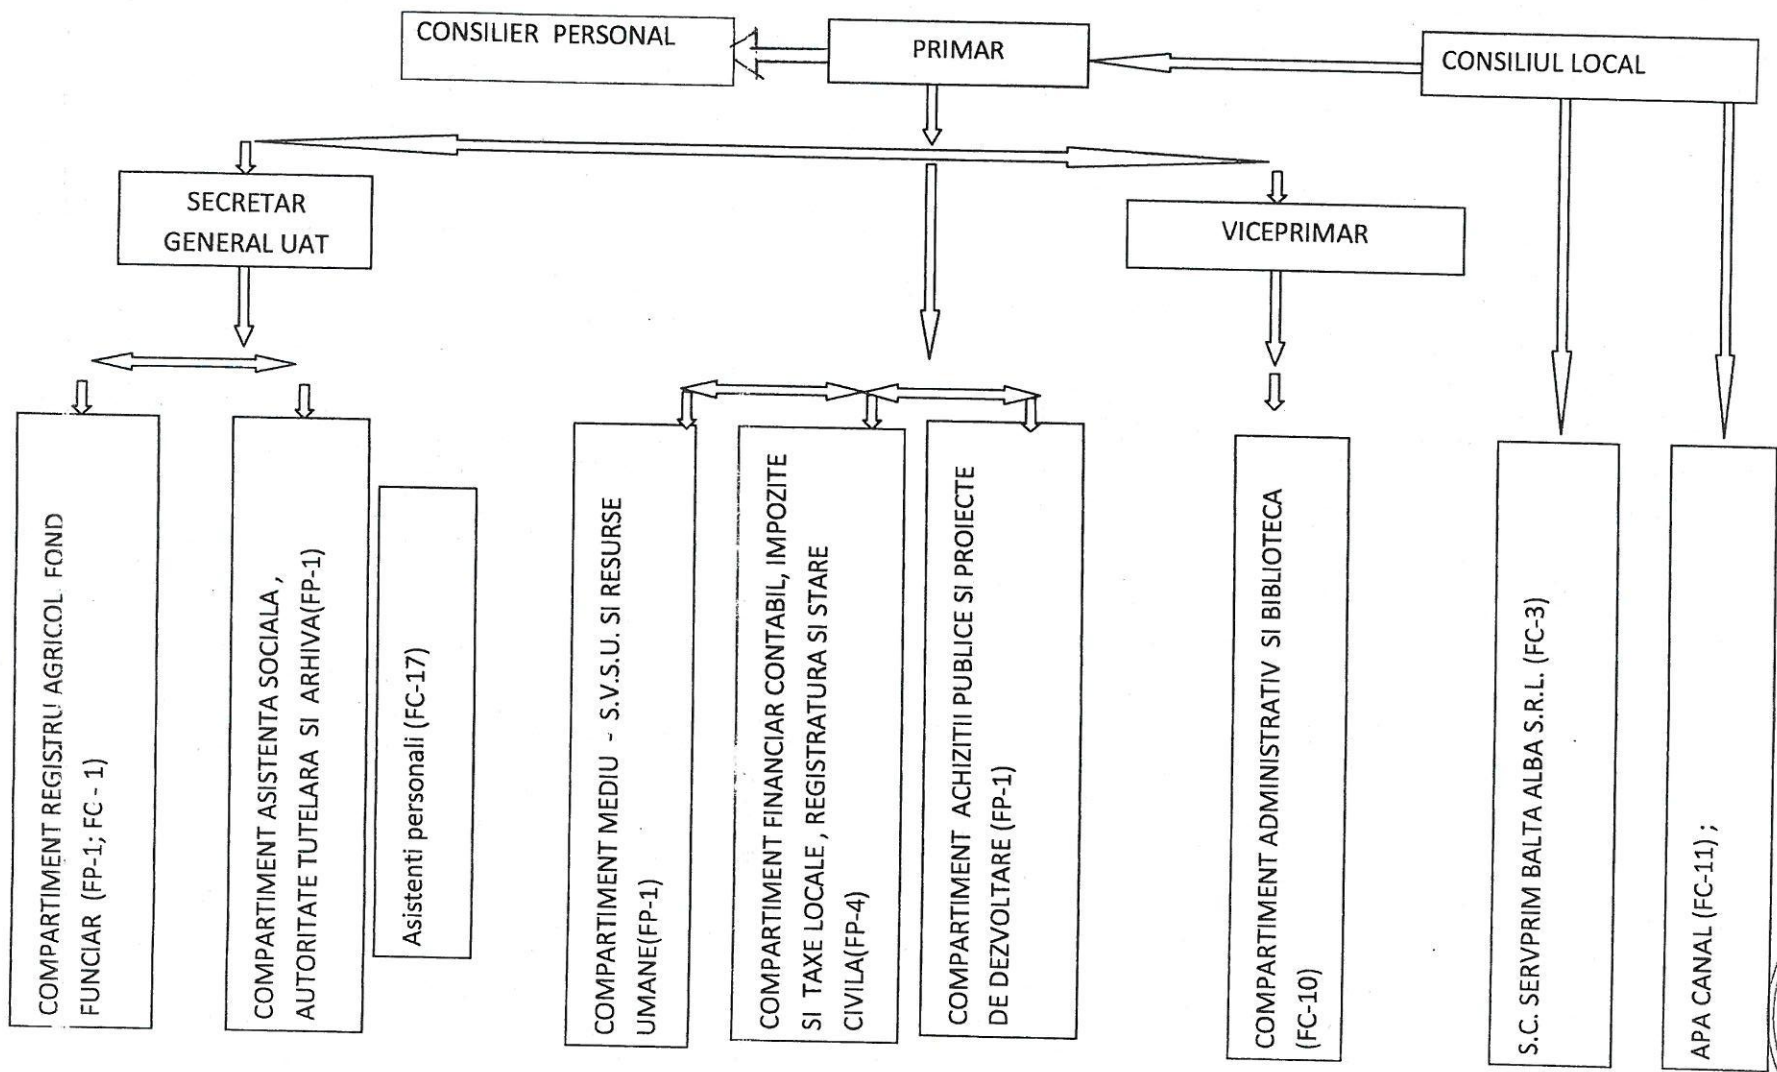 CONSILIER PERSONAL
PRIMAR
CONSILIUL LOCAL
SECRETAR
GENERAL UAT
VICEPRIMAR
COMPARTIMENT REGISTRU AGRICOL FOND
FUNCIAR (FP-1; FC - 1)
COMPARTIMENT ASISTENTA SOCIALA ,
AUTORITATE TUTELARA SI ARHIVA(FP-1)
Asistenti personali (FC-17)
COMPARTIMENT MEDIU - S.V.S.U. SI RESURSE
UMANE(FP-1)
COMPARTIMENT FINANCIAR CONTABIL, IMPOZITE
SI TAXE LOCALE , REGISTRATURA SI STARE
CIVILA(FP-4)
COMPARTIMENT ACHIZITII PUBLICE SI PROIECTE
DE DEZVOLTARE (FP-1)
COMPARTIMENT ADMINISTRATIV SI BIBLIOTECA
(FC-10)
S.C. SERVPRIM BALTA ALBA S.R.L. (FC-3)
APA CANAL (FC-11) ;